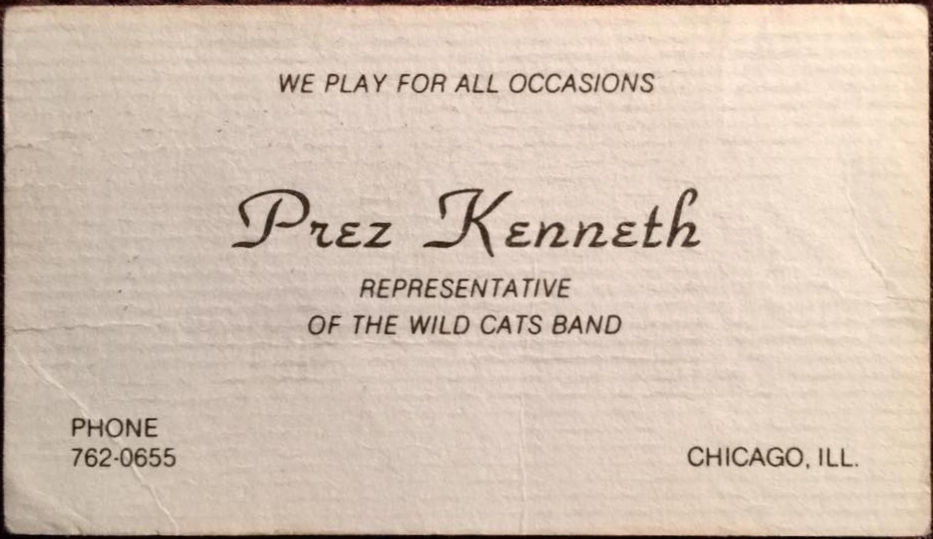 WE PLAY FOR ALL OCCASIONS
Prez Kenneth
REPRESENTATIVE
OF THE WILD CATS BAND
PHONE
762-0655
CHICAGO, ILL.